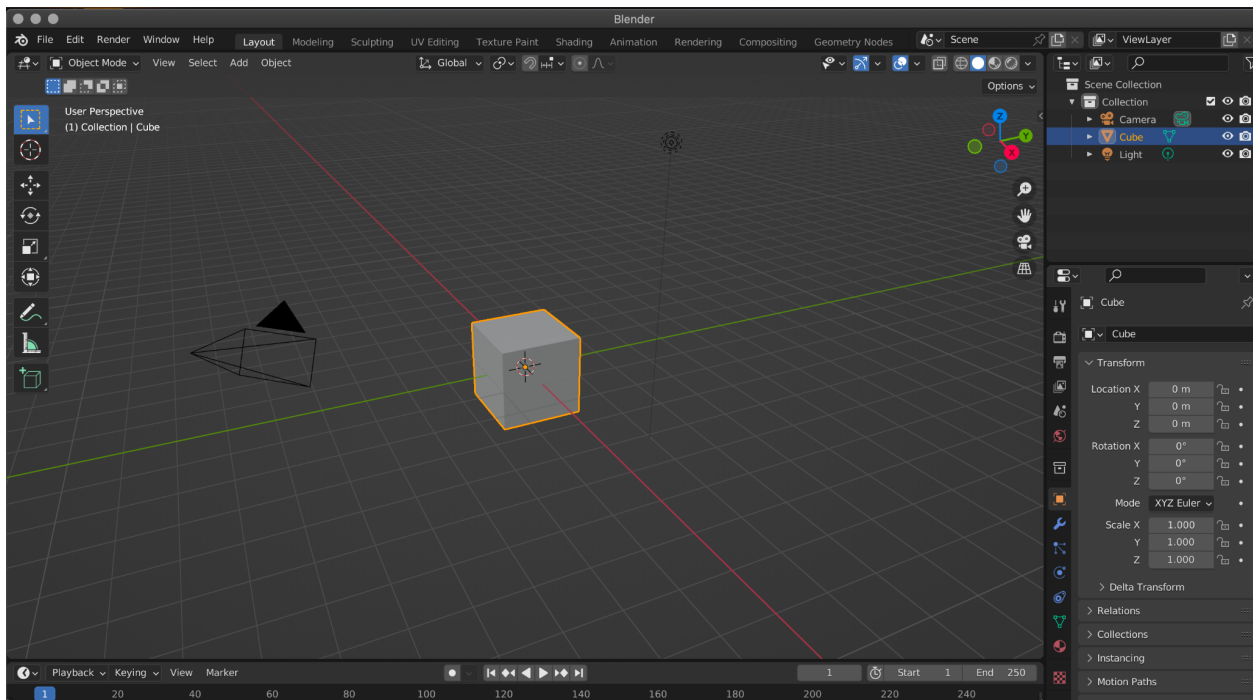 Blender
File Edit Render Window Help Layout Modeling Sculpting UV Editing Texture Paint Shading Animation Rendering Compositing Geometry Nodes Scene ViewLayer
Object Mode View Select Add Object Global
Options
User Perspective
(1) Collection | Cube
Z
Y
X
Scene Collection
Collection
Camera
Cube
Light
Cube
Cube
Transform
Location X 0 m
Y 0 m
Z 0 m
Rotation X 0°
Y 0°
Z 0°
Mode XYZ Euler
Scale X 1.000
Y 1.000
Z 1.000
Delta Transform
Relations
Collections
Instancing
Motion Paths
Playback Keying View Marker 1 Start 1 End 250
1 20 40 60 80 100 120 140 160 180 200 220 240